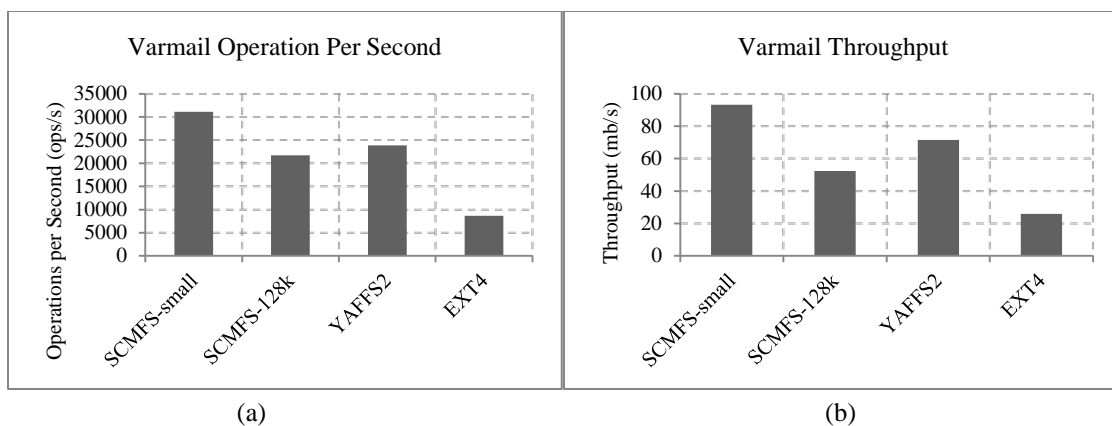 Varmail Operation Per Second
Operations per Second (ops/s)
35000
30000
25000
20000
15000
10000
5000
0
SCMFS-small
SCMFS-128k
YAFFS2
EXT4
(a)
Varmail Throughput
Throughput (mb/s)
100
80
60
40
20
0
SCMFS-small
SCMFS-128k
YAFFS2
EXT4
(b)